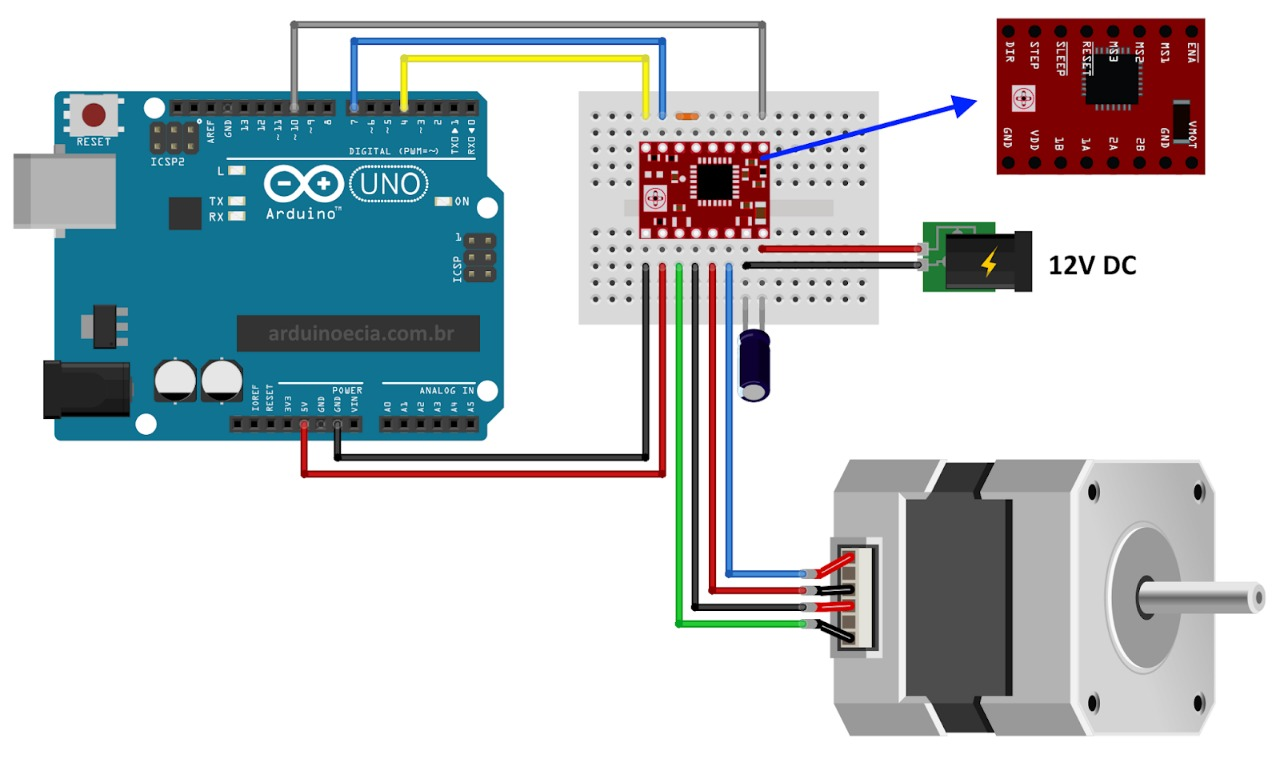 RESET
ICSP2
AREF
GND
13
12
~11
~10
~9
8
7
~6
~5
4
~3
2
TX0▶1
RX0◀0
DIGITAL (PWM=~)
L
TX
RX
UNO
Arduino™
ON
1
ICSP
arduinoecia.com.br
IOREF
RESET
3V3
5V
GND
GND
VIN
POWER
ANALOG IN
A0
A1
A2
A3
A4
A5
DIR
STEP
SLEEP
RESET
MS3
MS2
MS1
ENA
GND
VDD
1B
1A
2A
2B
GND
VMOT
12V DC